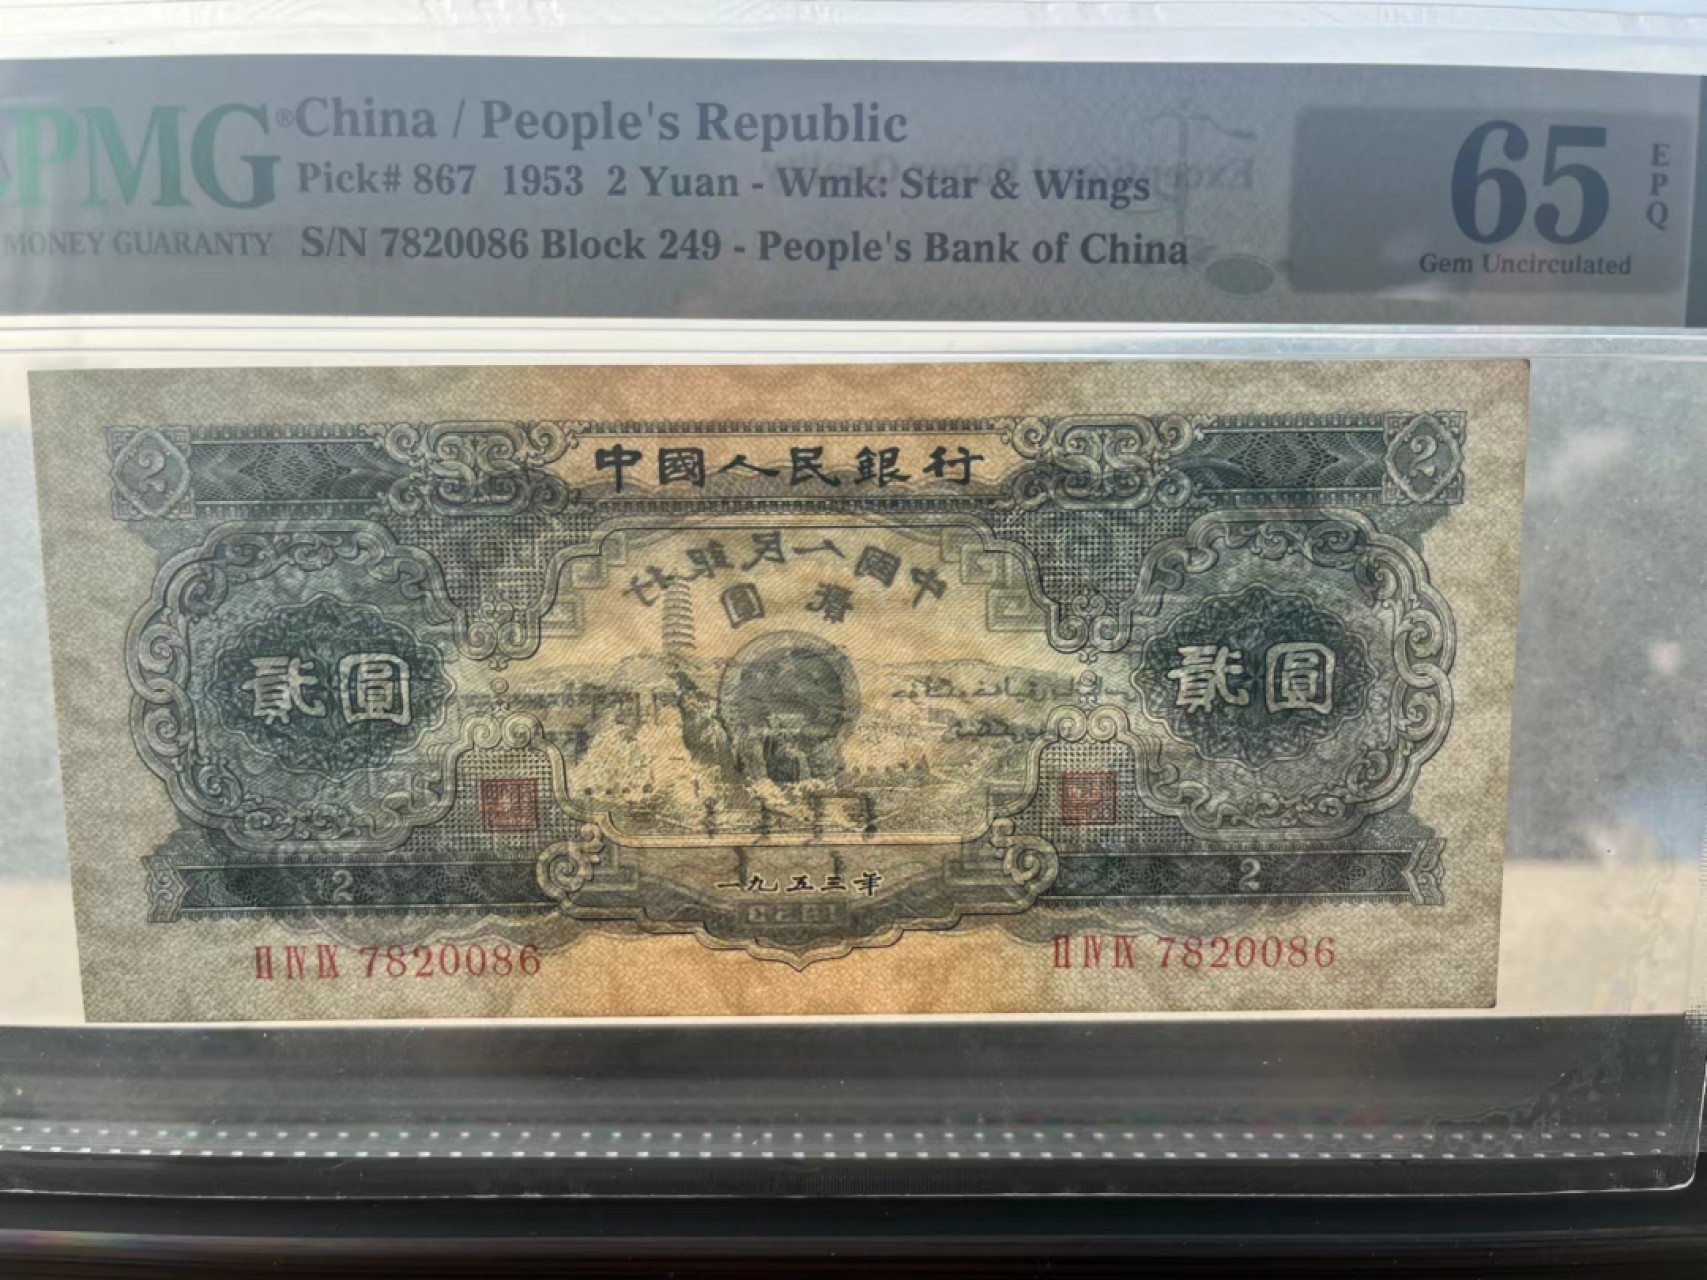 PMG®
MONEY GUARANTY
China / People's Republic
Pick# 867 1953 2 Yuan - Wmk: Star & Wings
S/N 7820086 Block 249 - People's Bank of China
65
EPQ
Gem Uncirculated
2 中國人民銀行 2
中國人民銀行
貳圓
貳圓 貳圓
2 一九五三年 2
1953
II IV IX 7820086 II IV IX 7820086